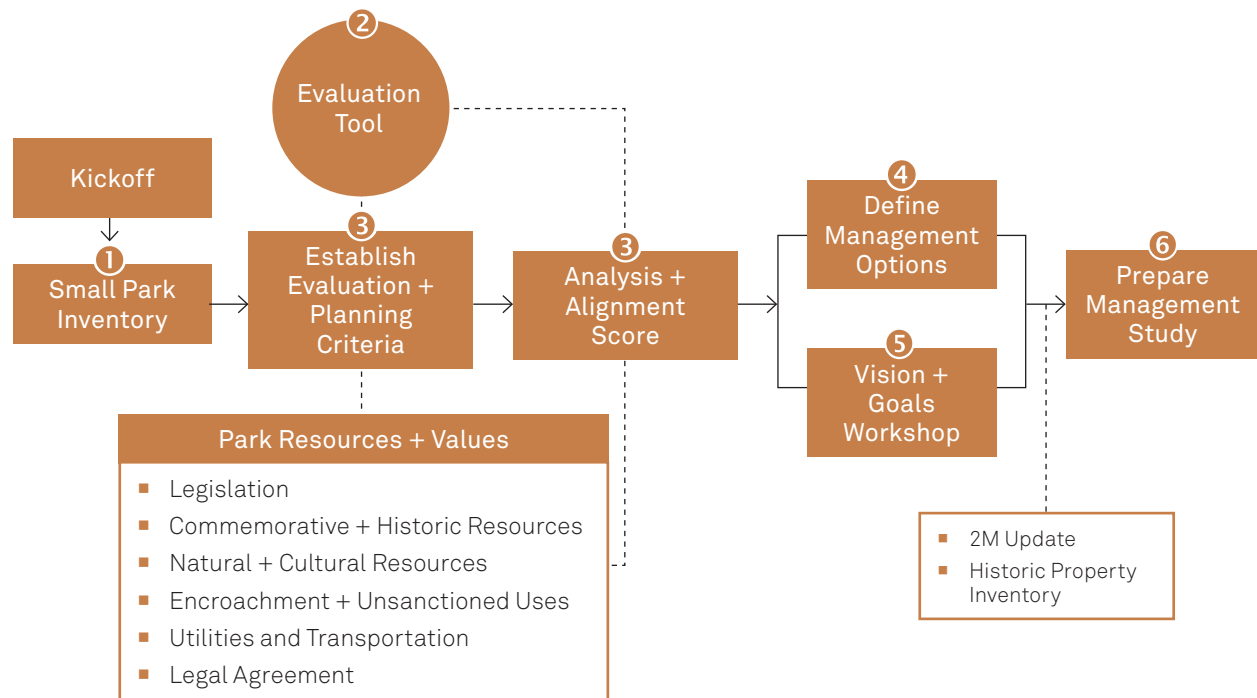 2
Evaluation
Tool
Kickoff
1
Small Park
Inventory
3
Establish
Evaluation +
Planning
Criteria
3
Analysis +
Alignment
Score
4
Define
Management
Options
5
Vision +
Goals
Workshop
6
Prepare
Management
Study
Park Resources + Values
Legislation
Commemorative + Historic Resources
Natural + Cultural Resources
Encroachment + Unsanctioned Uses
Utilities and Transportation
Legal Agreement
2M Update
Historic Property
Inventory